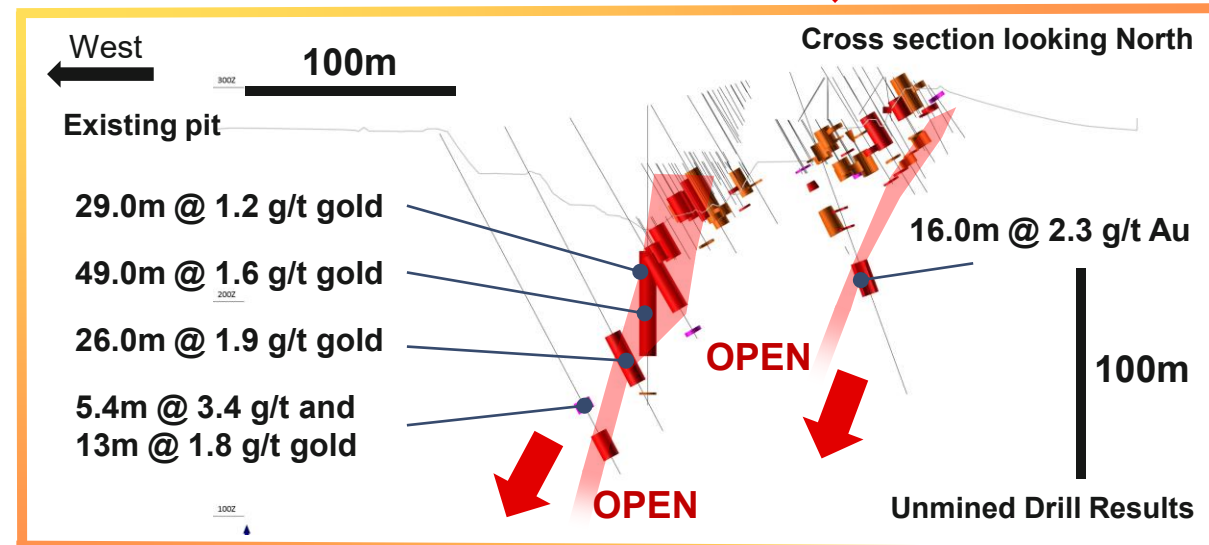 West
100m
Cross section looking North
300Z
Existing pit
29.0m @ 1.2 g/t gold
16.0m @ 2.3 g/t Au
49.0m @ 1.6 g/t gold
200Z
26.0m @ 1.9 g/t gold
OPEN
100m
5.4m @ 3.4 g/t and
13m @ 1.8 g/t gold
OPEN
100Z
Unmined Drill Results